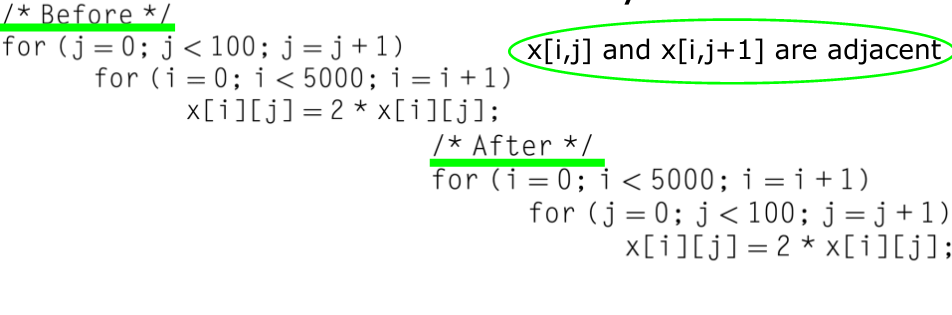 /* Before */
for (j = 0; j < 100; j = j + 1)
x[i,j] and x[i,j+1] are adjacent
for (i = 0; i < 5000; i = i + 1)
x[i][j] = 2 * x[i][j];
/* After */
for (i = 0; i < 5000; i = i + 1)
for (j = 0; j < 100; j = j + 1)
x[i][j] = 2 * x[i][j];